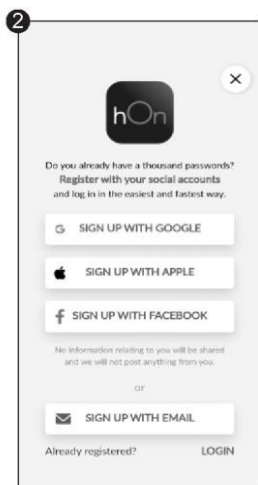 2
hOn
Do you already have a thousand passwords?
Register with your social accounts
and log in in the easiest and fastest way.
SIGN UP WITH GOOGLE
SIGN UP WITH APPLE
SIGN UP WITH FACEBOOK
No information relating to you will be shared
and we will not post anything from you.
or
SIGN UP WITH EMAIL
Already registered? LOGIN